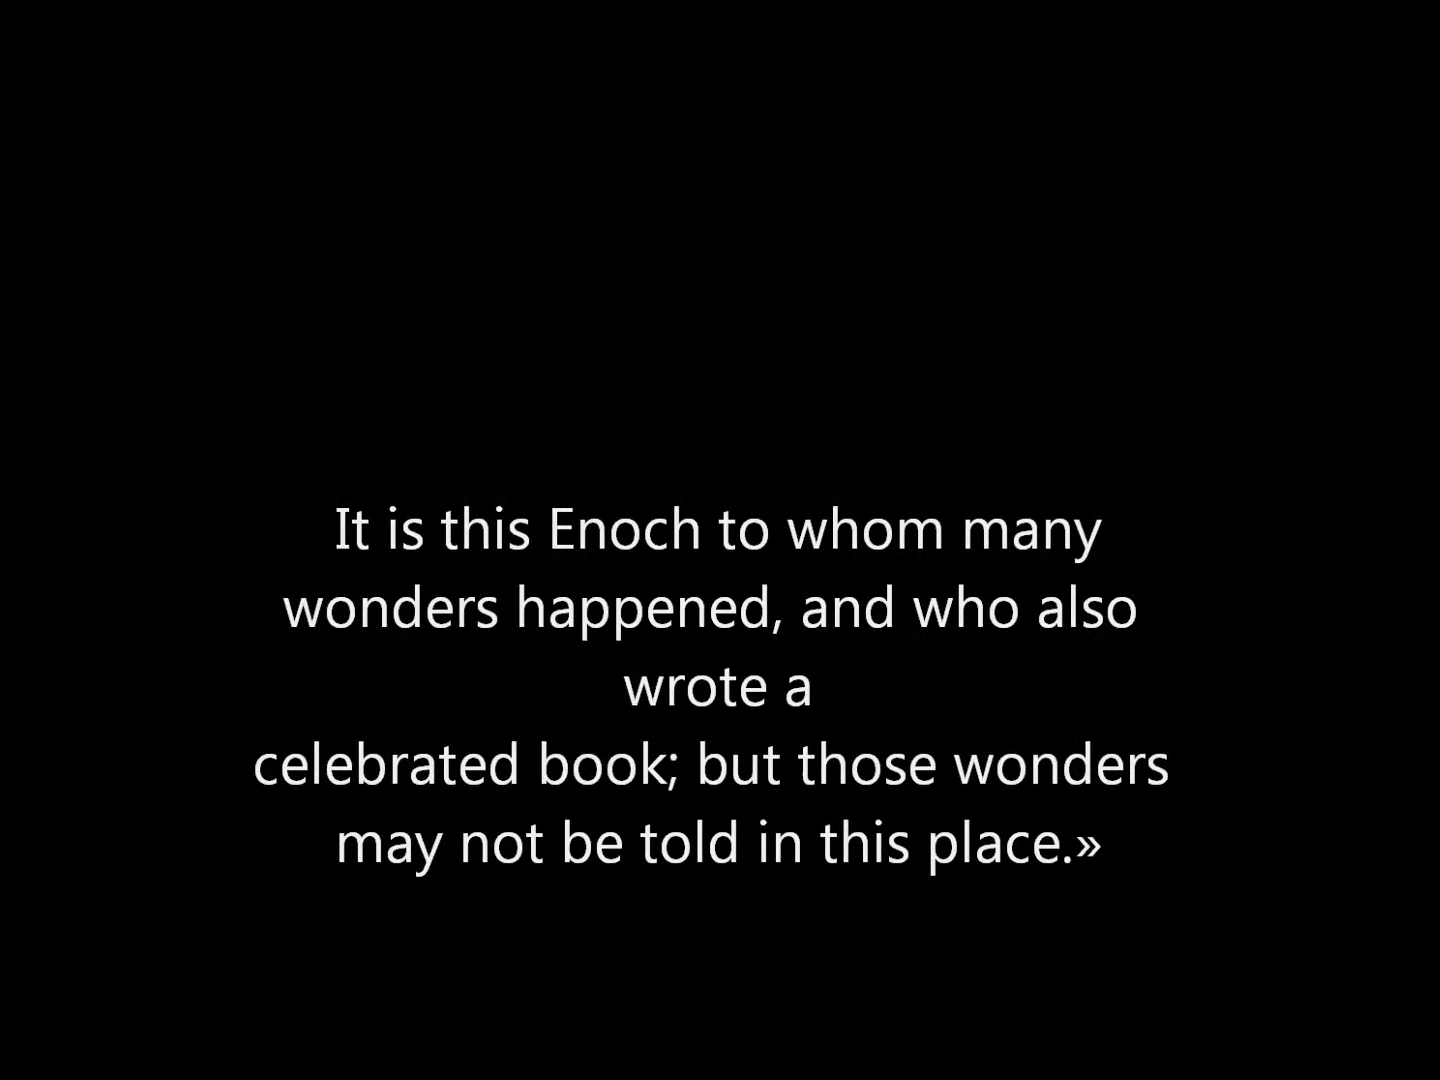 It is this Enoch to whom many
wonders happened, and who also
wrote a
celebrated book; but those wonders
may not be told in this place.»